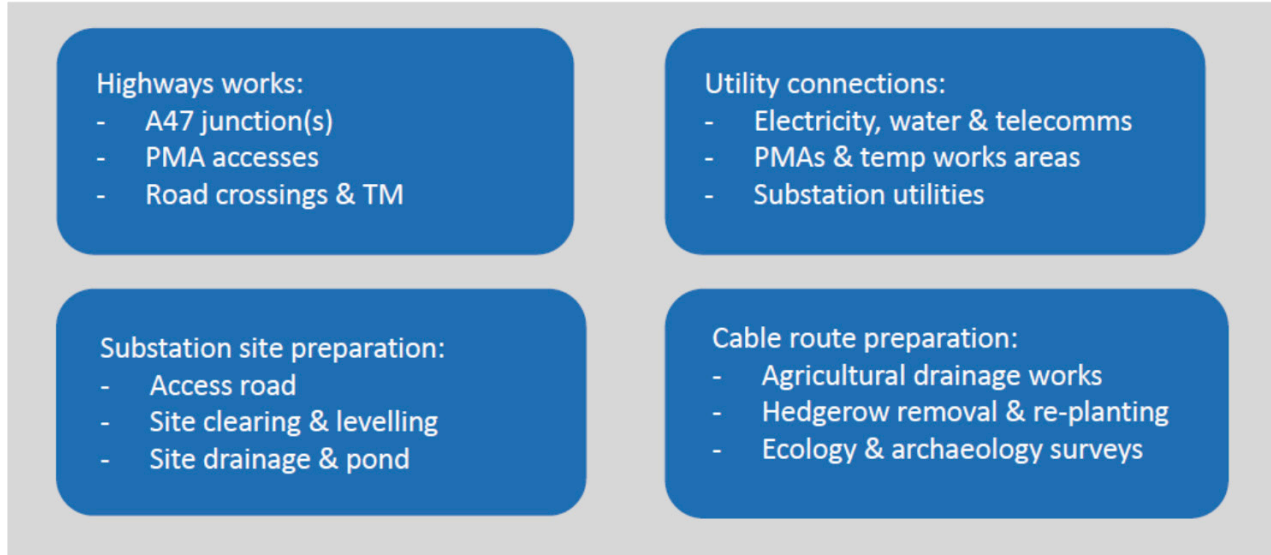 Highways works:
- A47 junction(s)
- PMA accesses
- Road crossings & TM
Utility connections:
- Electricity, water & telecomms
- PMAs & temp works areas
- Substation utilities
Substation site preparation:
- Access road
- Site clearing & levelling
- Site drainage & pond
Cable route preparation:
- Agricultural drainage works
- Hedgerow removal & re-planting
- Ecology & archaeology surveys